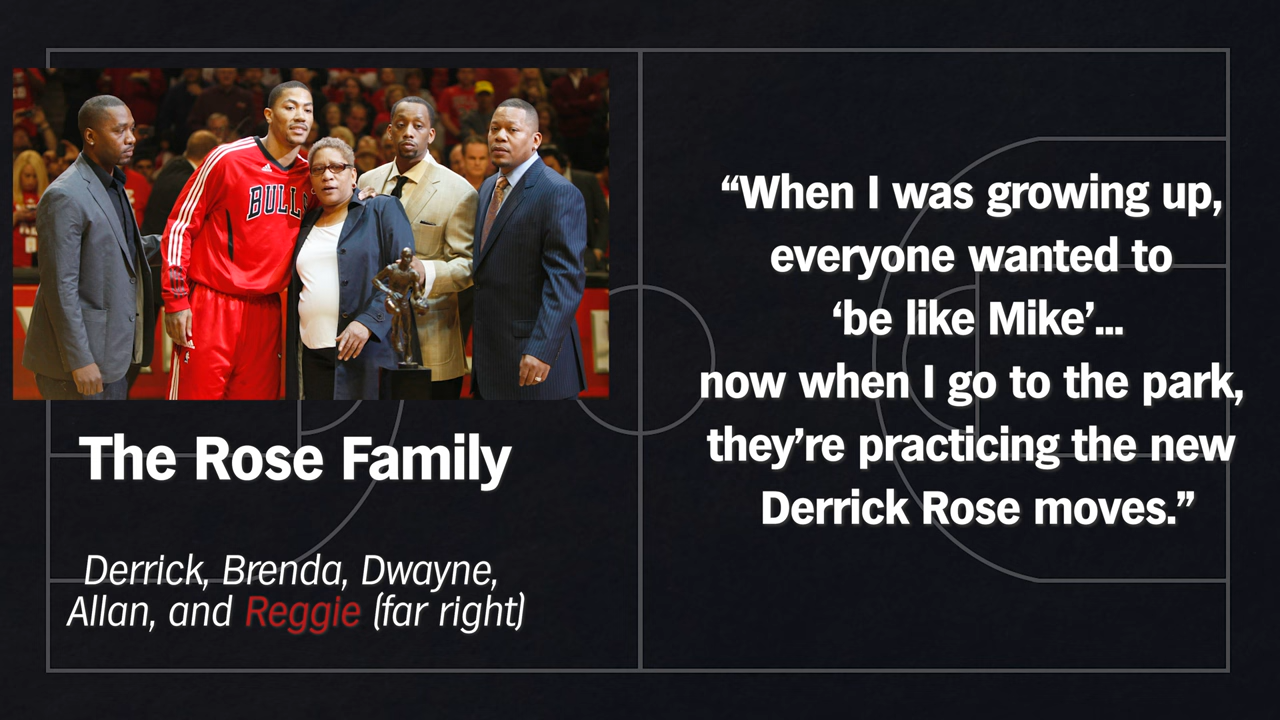 BULL
The Rose Family
Derrick, Brenda, Dwayne,
Allan, and Reggie (far right)
“When I was growing up,
everyone wanted to
‘be like Mike’...
now when I go to the park,
they’re practicing the new
Derrick Rose moves.”